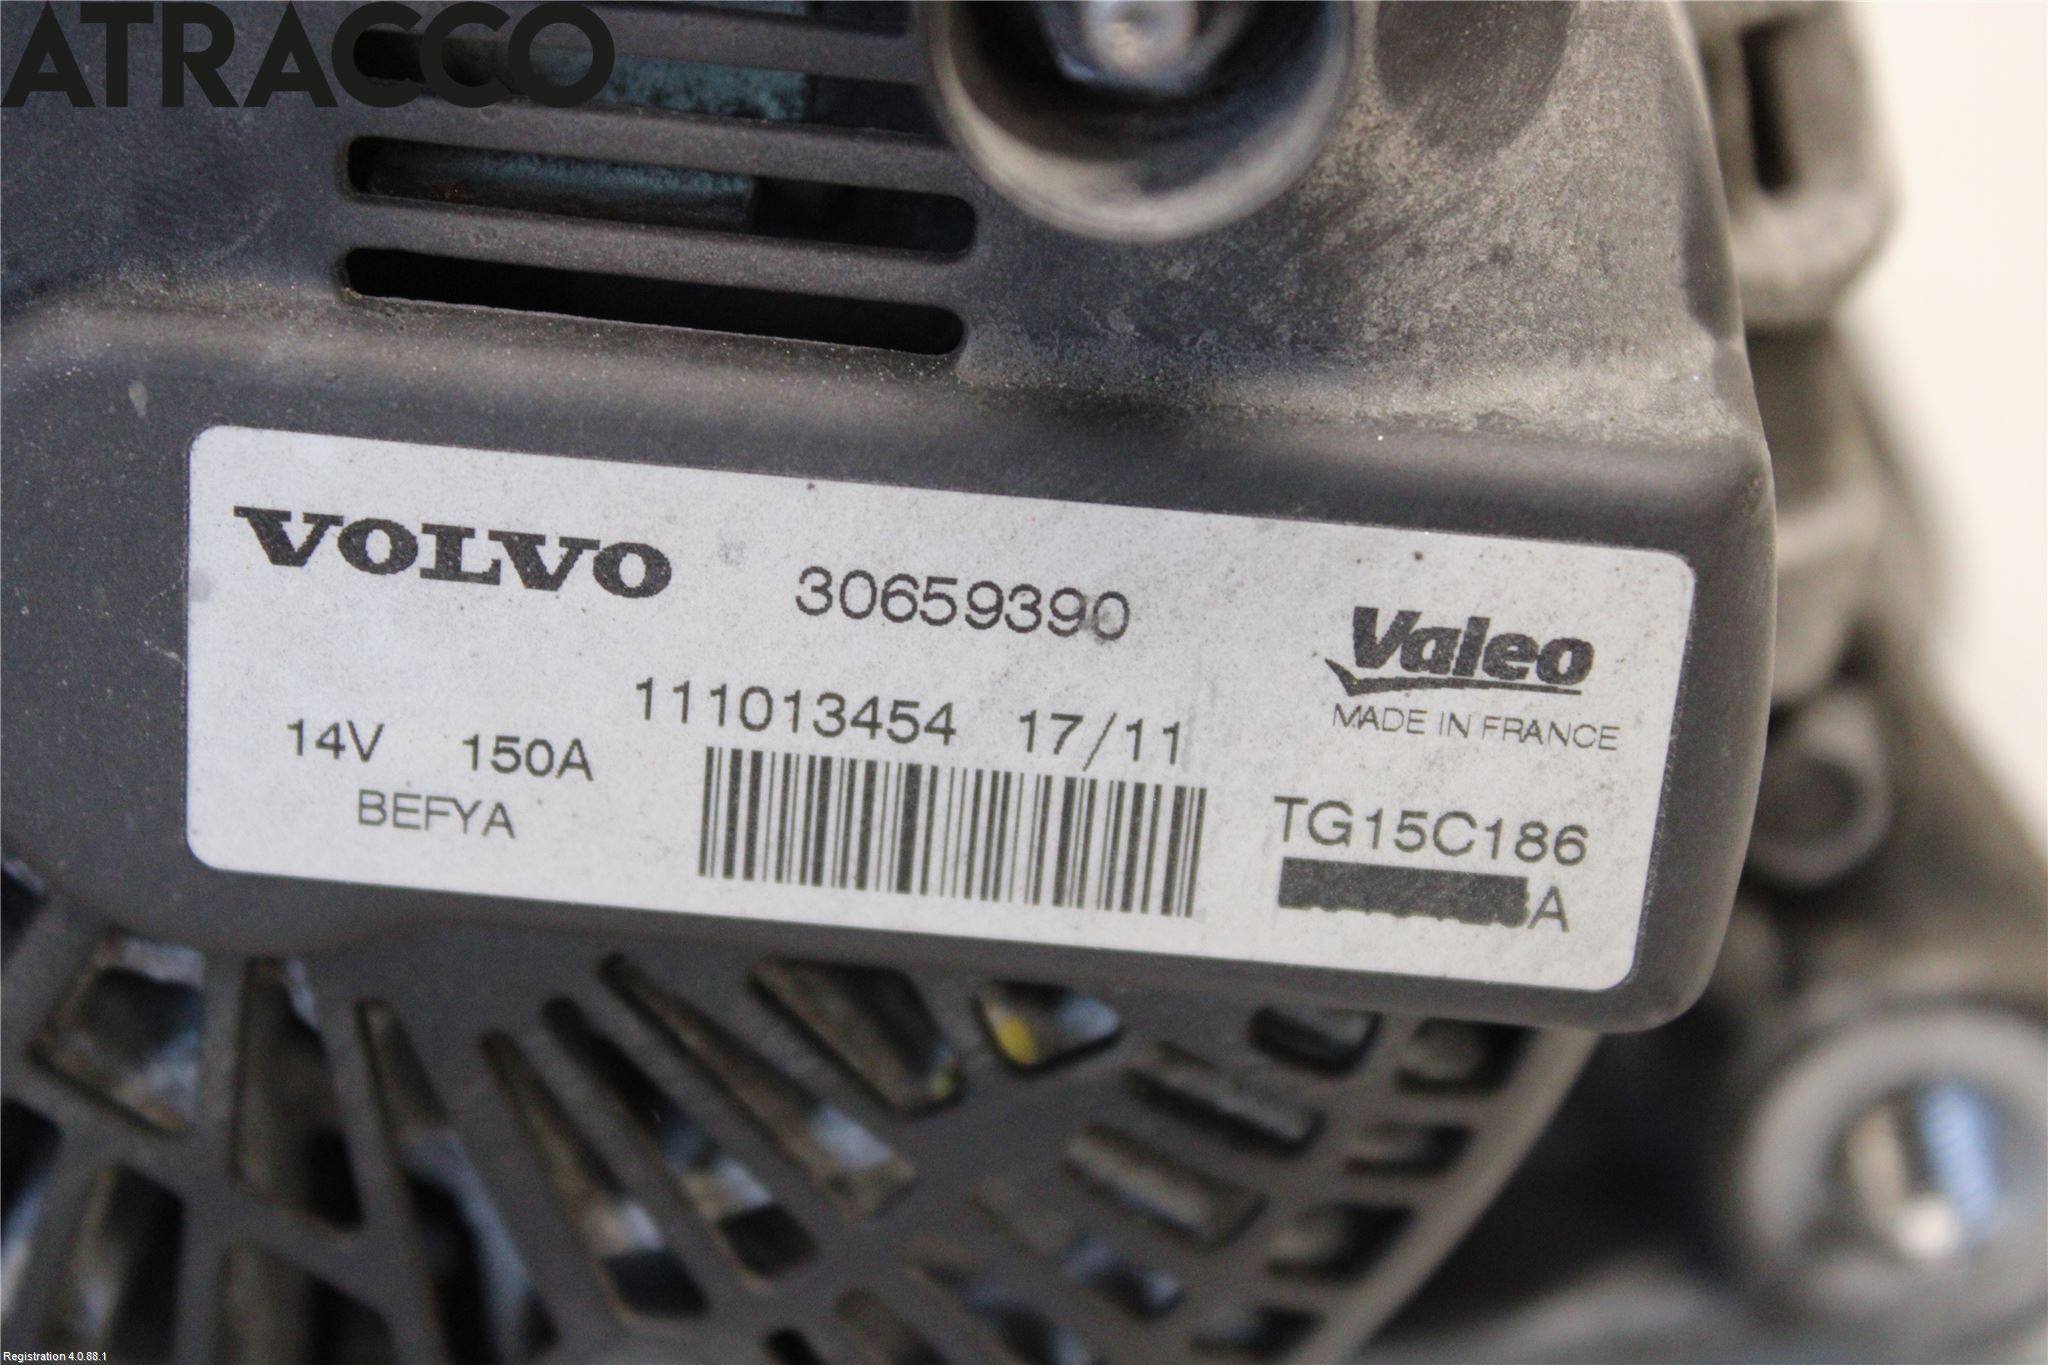 ATRACCO
VOLVO 30659390
Valeo
MADE IN FRANCE
111013454 17/11
14V 150A
BEFYA
TG15C186
A
Registration 4.0.88.1